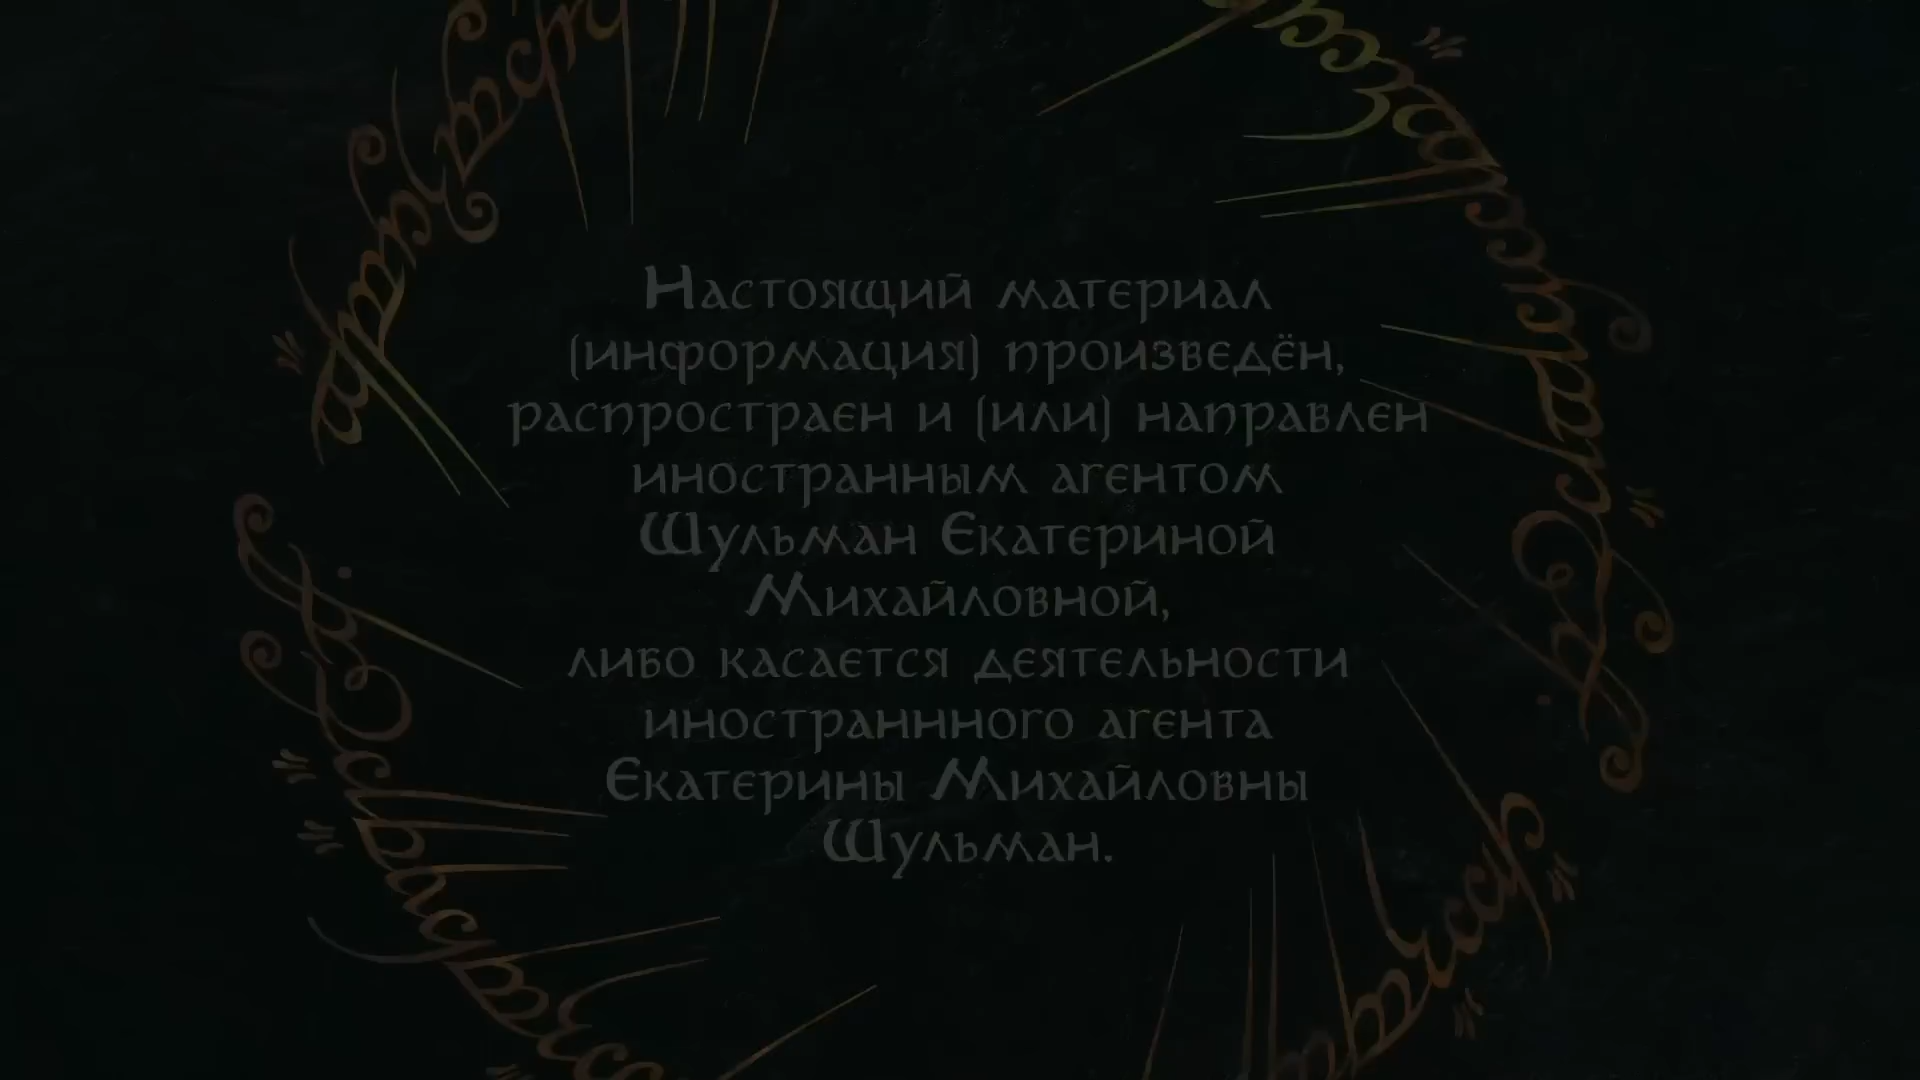 Настоящий материал
(информация) произведён,
распространен и (или) направлен
иностранным агентом
Шульман Екатериной
Михайловной,
либо касается деятельности
иностраннного агента
Екатерины Михайловны
Шульман.